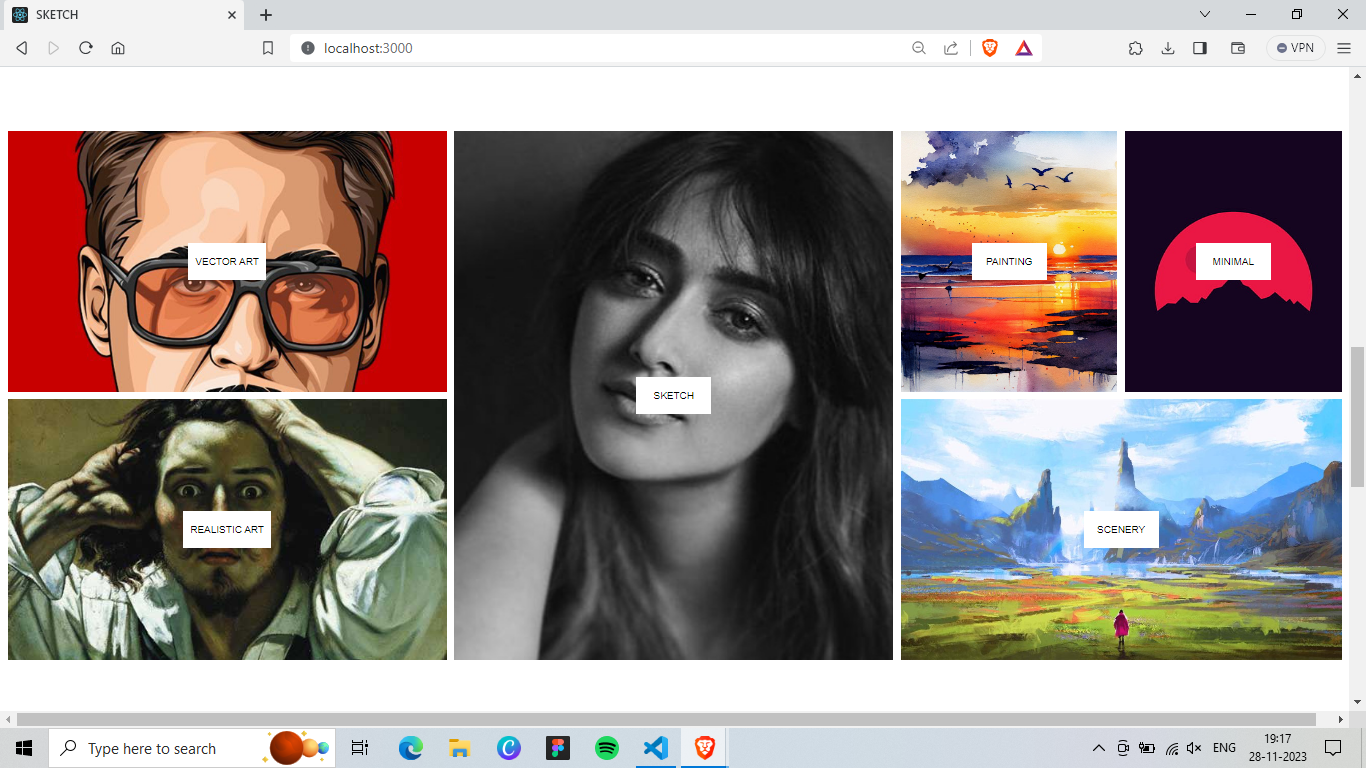 SKETCH
localhost:3000
VPN
VECTOR ART
SKETCH
PAINTING
MINIMAL
REALISTIC ART
SCENERY
Type here to search
ENG
19:17
28-11-2023